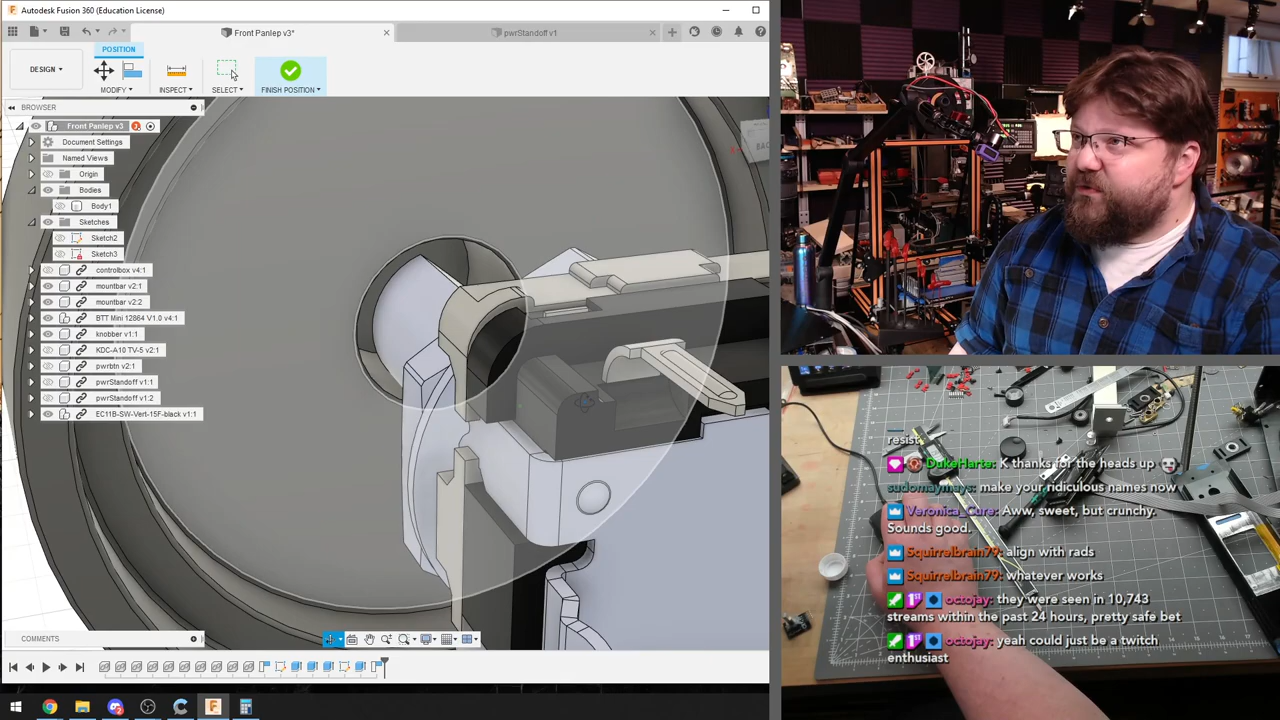 Autodesk Fusion 360 (Education License)
Front Panlep v3*
pwrStandoff v1
POSITION
DESIGN
MODIFY
INSPECT
SELECT
FINISH POSITION
BROWSER
Front Panlep v3
Document Settings
Named Views
Origin
Bodies
Body1
Sketches
Sketch2
Sketch3
controlbox v4:1
mountbar v2:1
mountbar v2:2
BTT Mini 12864 V1.0 v4:1
knobber v1:1
KDC-A10 TV-5 v2:1
pwrbtn v2:1
pwrStandoff v1:1
pwrStandoff v1:2
EC11B-SW-Vert-15F-black v1:1
COMMENTS
resist
DukeHarte: K thanks for the heads up
sudomaymays: make your ridiculous names now
Veronica_Cure: Aww, sweet, but crunchy.
Sounds good.
Squirrelbrain79: align with rads
Squirrelbrain79: whatever works
octojay: they were seen in 10,743
streams within the past 24 hours, pretty safe bet
octojay: yeah could just be a twitch
enthusiast